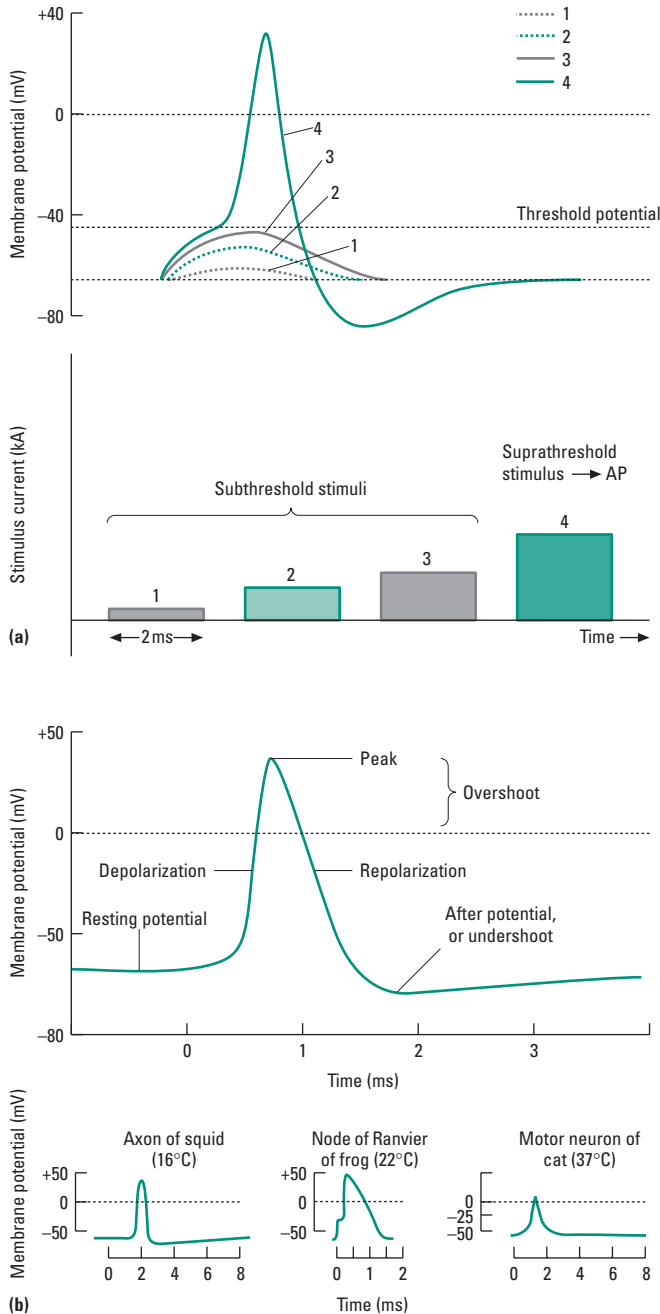 +40
0
−40
−80
Membrane potential (mV)
1
2
3
4
4
3
2
1
Threshold potential
Stimulus current (kA)
Subthreshold stimuli
Suprathreshold
stimulus → AP
1
2
3
4
2 ms
Time →
(a)
+50
0
−50
−80
Membrane potential (mV)
Peak
Overshoot
Depolarization
Repolarization
Resting potential
After potential,
or undershoot
0 1 2 3
Time (ms)
Membrane potential (mV)
Axon of squid
(16°C)
+50
0
−50
0 2 4 6 8
Node of Ranvier
of frog (22°C)
+50
0
−50
0 1 2
Motor neuron of
cat (37°C)
0
−25
−50
0 2 4 6 8
(b)
Time (ms)